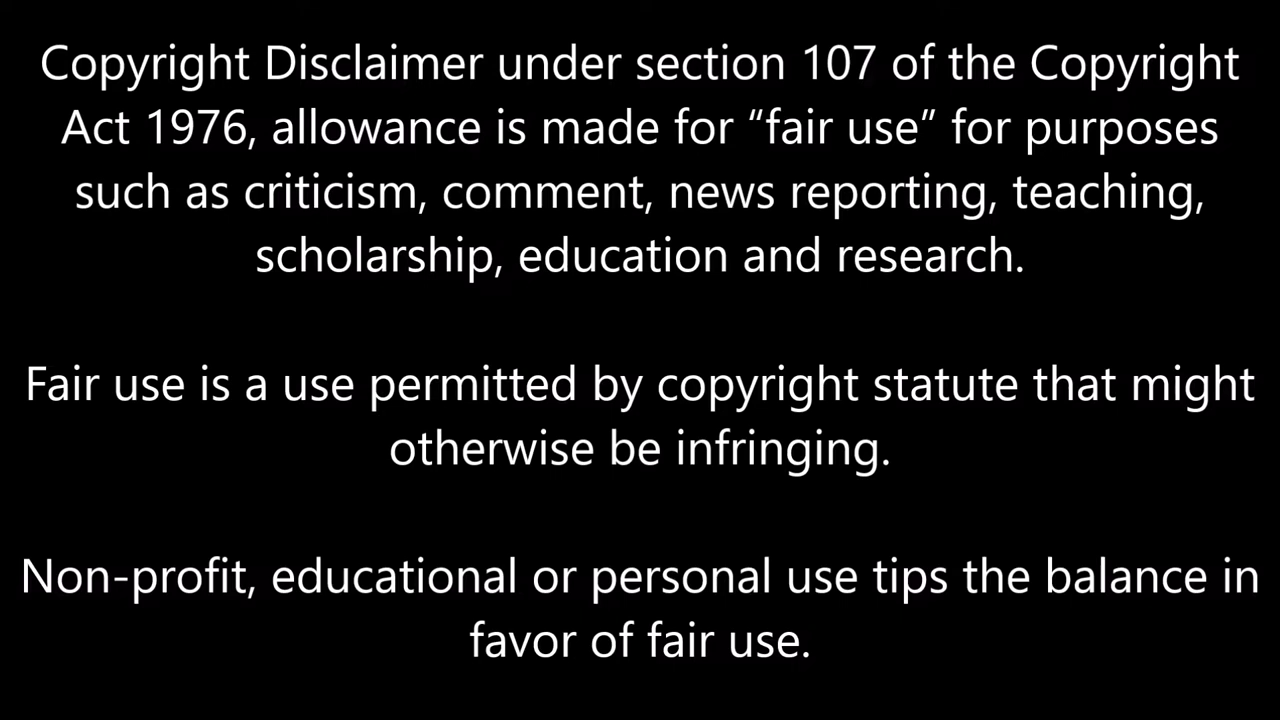 Copyright Disclaimer under section 107 of the Copyright
Act 1976, allowance is made for “fair use” for purposes
such as criticism, comment, news reporting, teaching,
scholarship, education and research.
Fair use is a use permitted by copyright statute that might
otherwise be infringing.
Non-profit, educational or personal use tips the balance in
favor of fair use.